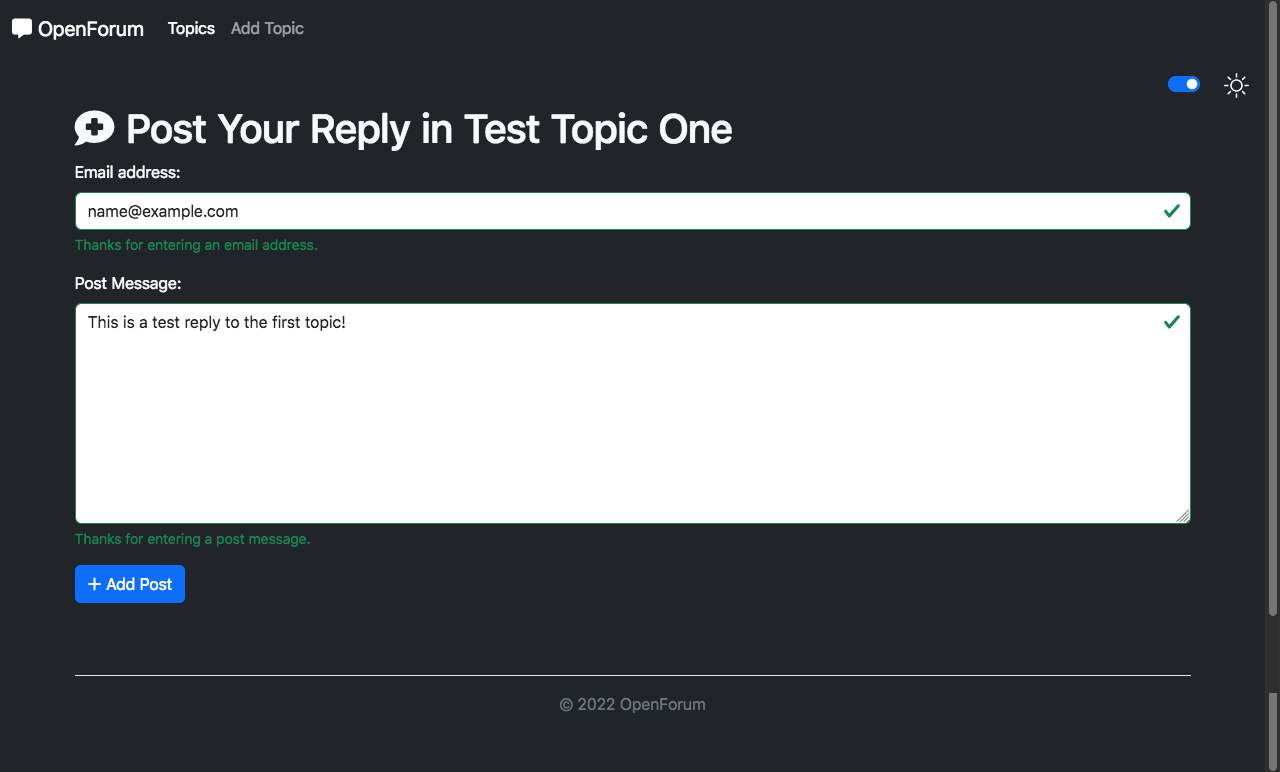 OpenForum Topics Add Topic
Post Your Reply in Test Topic One
Email address:
name@example.com
Thanks for entering an email address.
Post Message:
This is a test reply to the first topic!
Thanks for entering a post message.
Add Post
© 2022 OpenForum